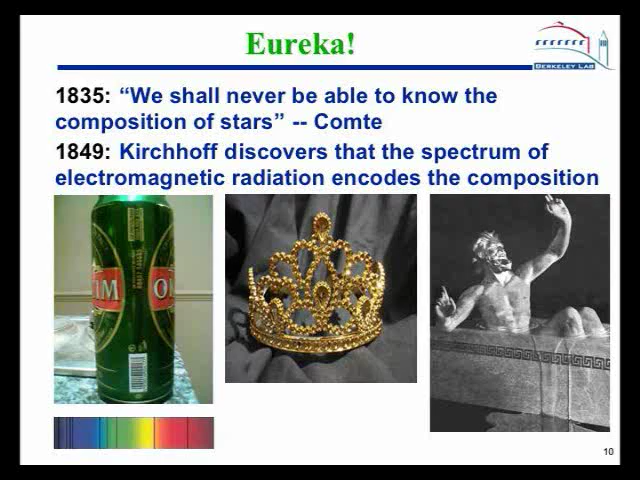 Eureka!
BERKELEY LAB
1835: “We shall never be able to know the
composition of stars” -- Comte
1849: Kirchhoff discovers that the spectrum of
electromagnetic radiation encodes the composition
10